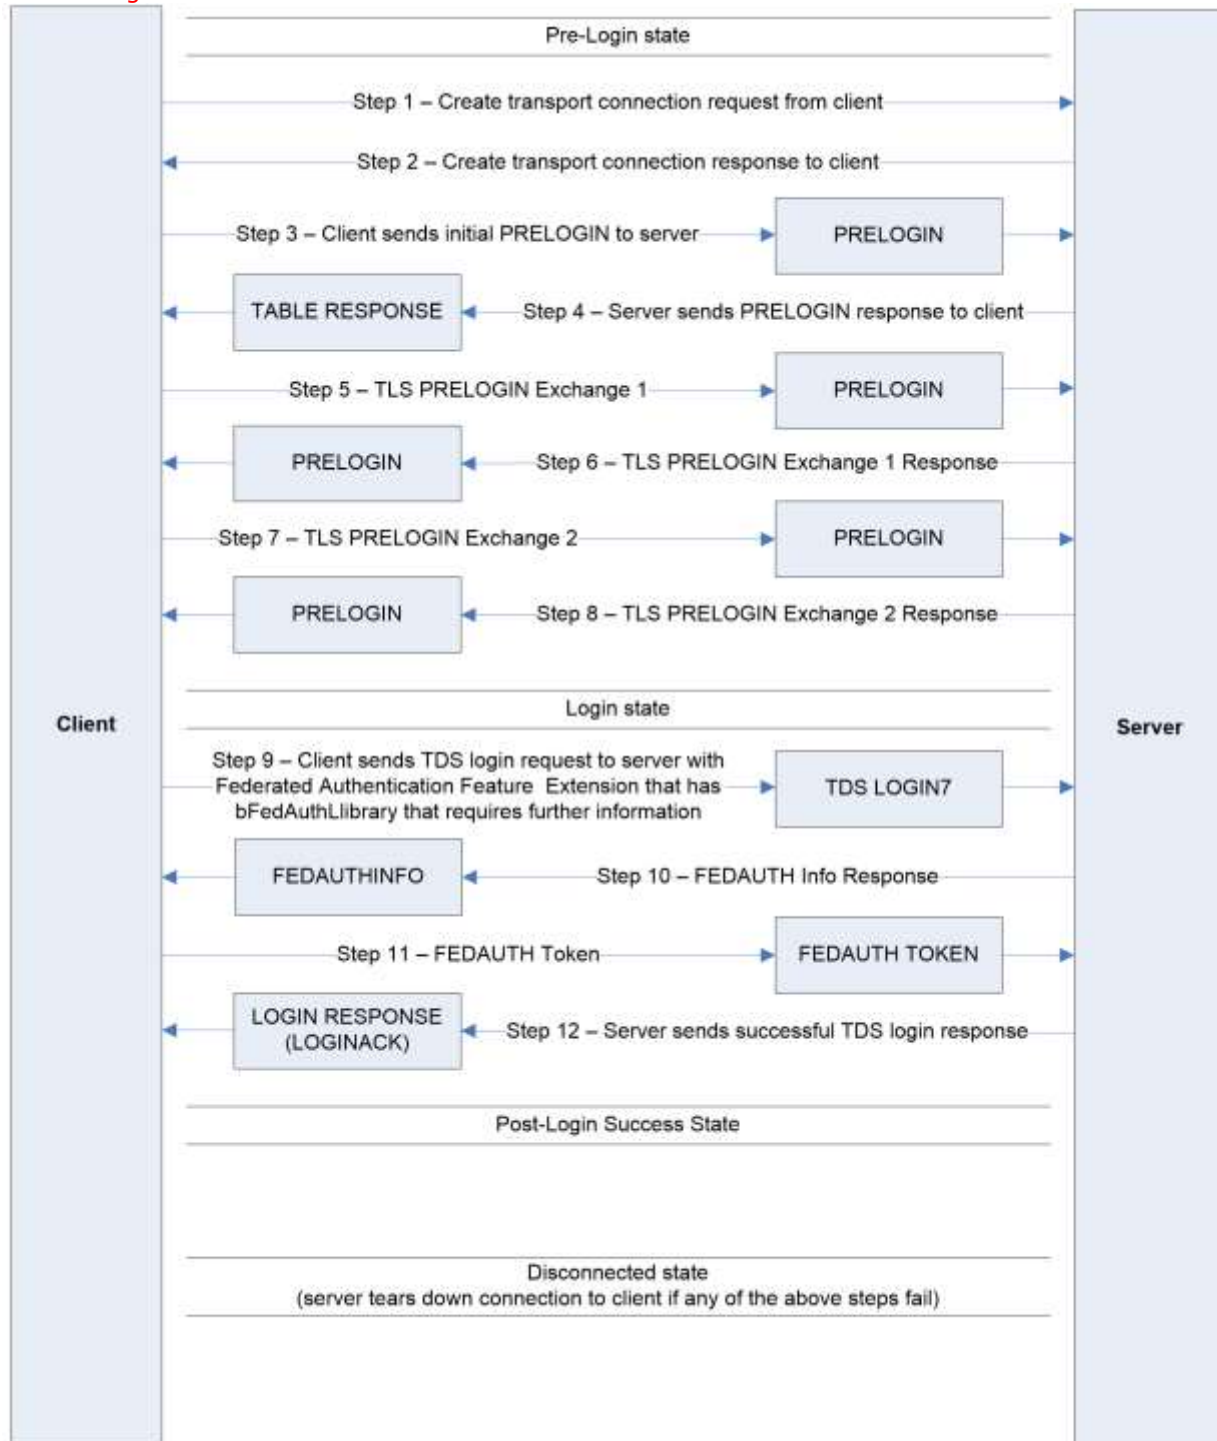 Pre-Login state
Step 1 – Create transport connection request from client
Step 2 – Create transport connection response to client
Step 3 – Client sends initial PRELOGIN to server
PRELOGIN
TABLE RESPONSE
Step 4 – Server sends PRELOGIN response to client
Step 5 – TLS PRELOGIN Exchange 1
PRELOGIN
PRELOGIN
Step 6 – TLS PRELOGIN Exchange 1 Response
Step 7 – TLS PRELOGIN Exchange 2
PRELOGIN
PRELOGIN
Step 8 – TLS PRELOGIN Exchange 2 Response
Login state
Client
Server
Step 9 – Client sends TDS login request to server with
Federated Authentication Feature Extension that has
bFedAuthLlibrary that requires further information
TDS LOGIN7
FEDAUTHINFO
Step 10 – FEDAUTH Info Response
Step 11 – FEDAUTH Token
FEDAUTH TOKEN
LOGIN RESPONSE
(LOGINACK)
Step 12 – Server sends successful TDS login response
Post-Login Success State
Disconnected state
(server tears down connection to client if any of the above steps fail)